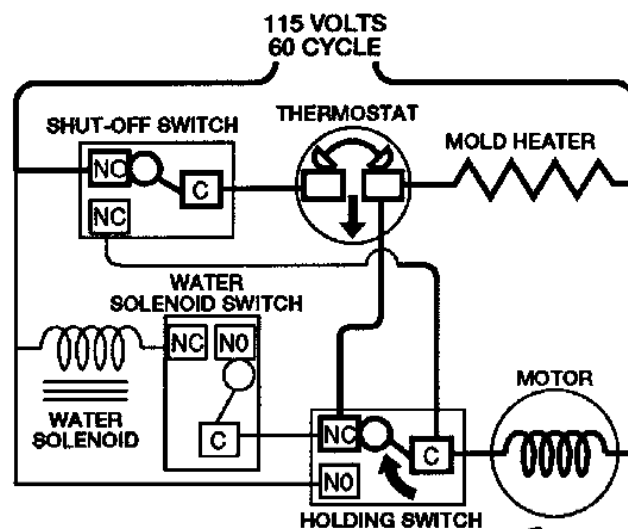 115 VOLTS
60 CYCLE
SHUT-OFF SWITCH
THERMOSTAT
MOLD HEATER
NC
C
NC
WATER
SOLENOID SWITCH
NC
NO
MOTOR
WATER
SOLENOID
C
NC
C
NO
HOLDING SWITCH